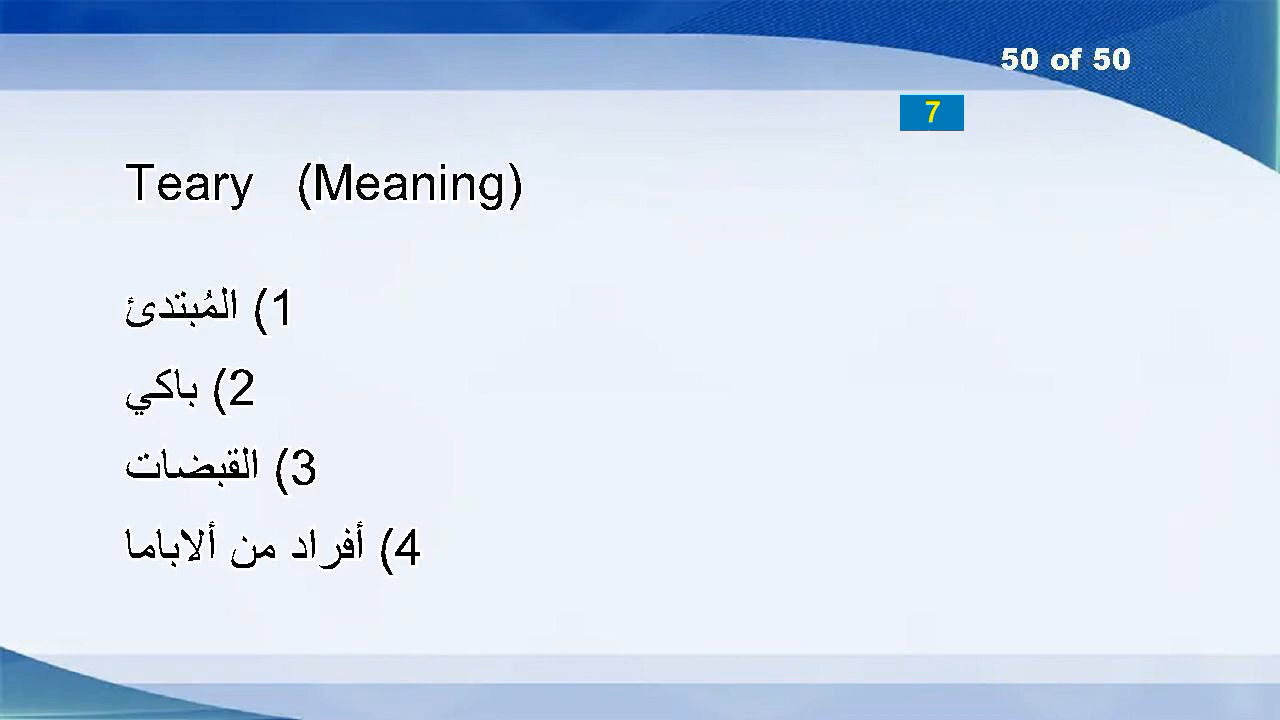 50 of 50
7
Teary (Meaning)
1) المُبتدئ
2) باكي
3) القبضات
4) أفراد من ألاباما